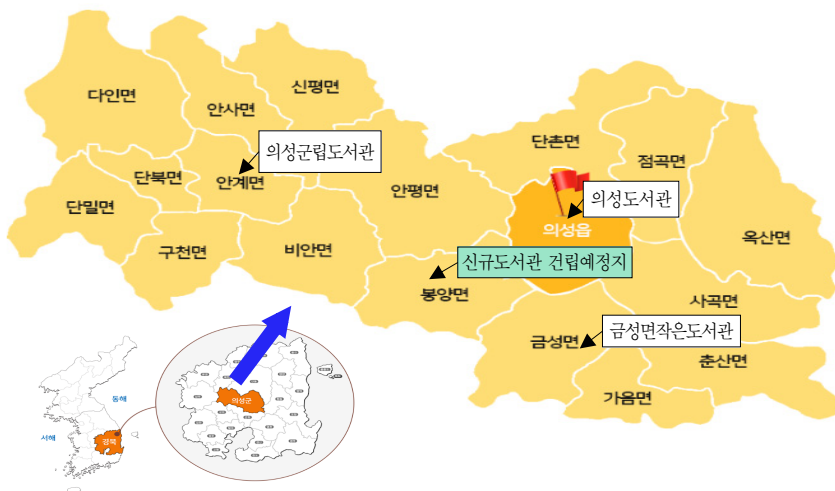 신평면
다인면
안사면
단촌면
의성군립도서관
점곡면
단북면
안계면
안평면
단밀면
의성도서관
의성읍
옥산면
구천면
비안면
신규도서관 건립예정지
봉양면
사곡면
금성면작은도서관
금성면
춘산면
가음면
동해
서해
경북
의성군